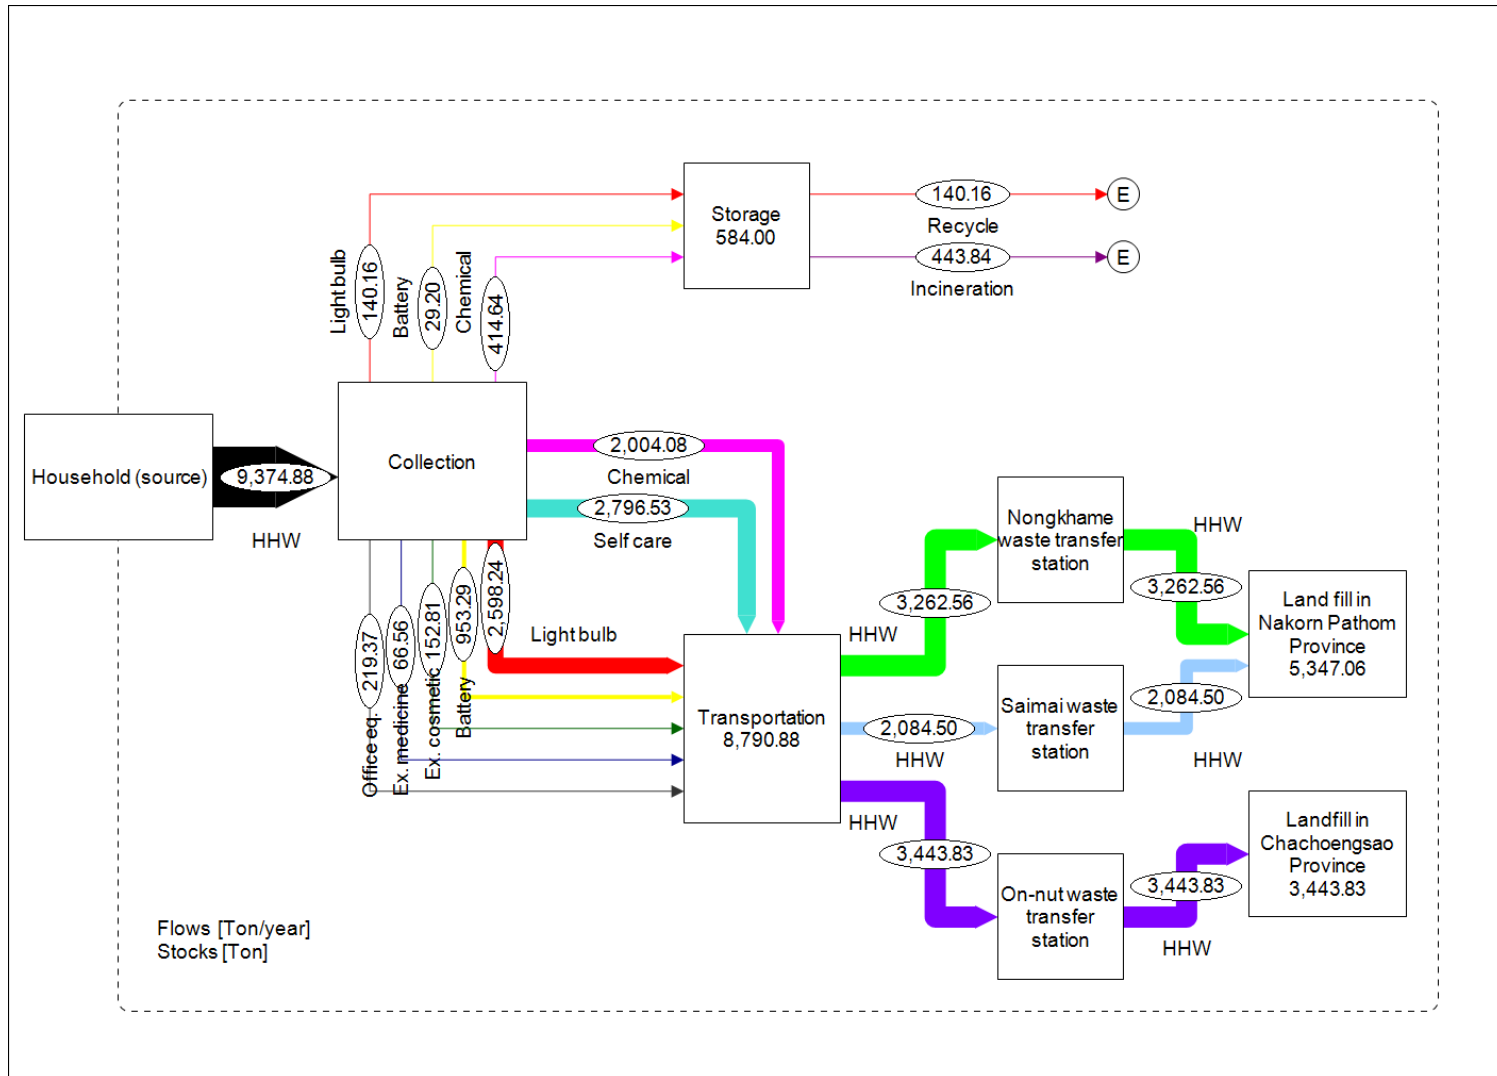 Storage
584.00
140.16
Recycle
E
443.84
Incineration
E
Light bulb
140.16
Battery
29.20
Chemical
414.64
Household (source)
9,374.88
HHW
Collection
2,004.08
Chemical
2,796.53
Self care
2,598.24
Light bulb
953.29
Battery
152.81
Ex. cosmetic
66.56
Ex. medicine
219.37
Office eq.
Transportation
8,790.88
HHW
3,262.56
Nongkhame
waste transfer
station
HHW
3,262.56
Land fill in
Nakorn Pathom
Province
5,347.06
2,084.50
HHW
Saimai waste
transfer
station
2,084.50
HHW
HHW
3,443.83
On-nut waste
transfer
station
3,443.83
HHW
Landfill in
Chachoengsao
Province
3,443.83
Flows [Ton/year]
Stocks [Ton]